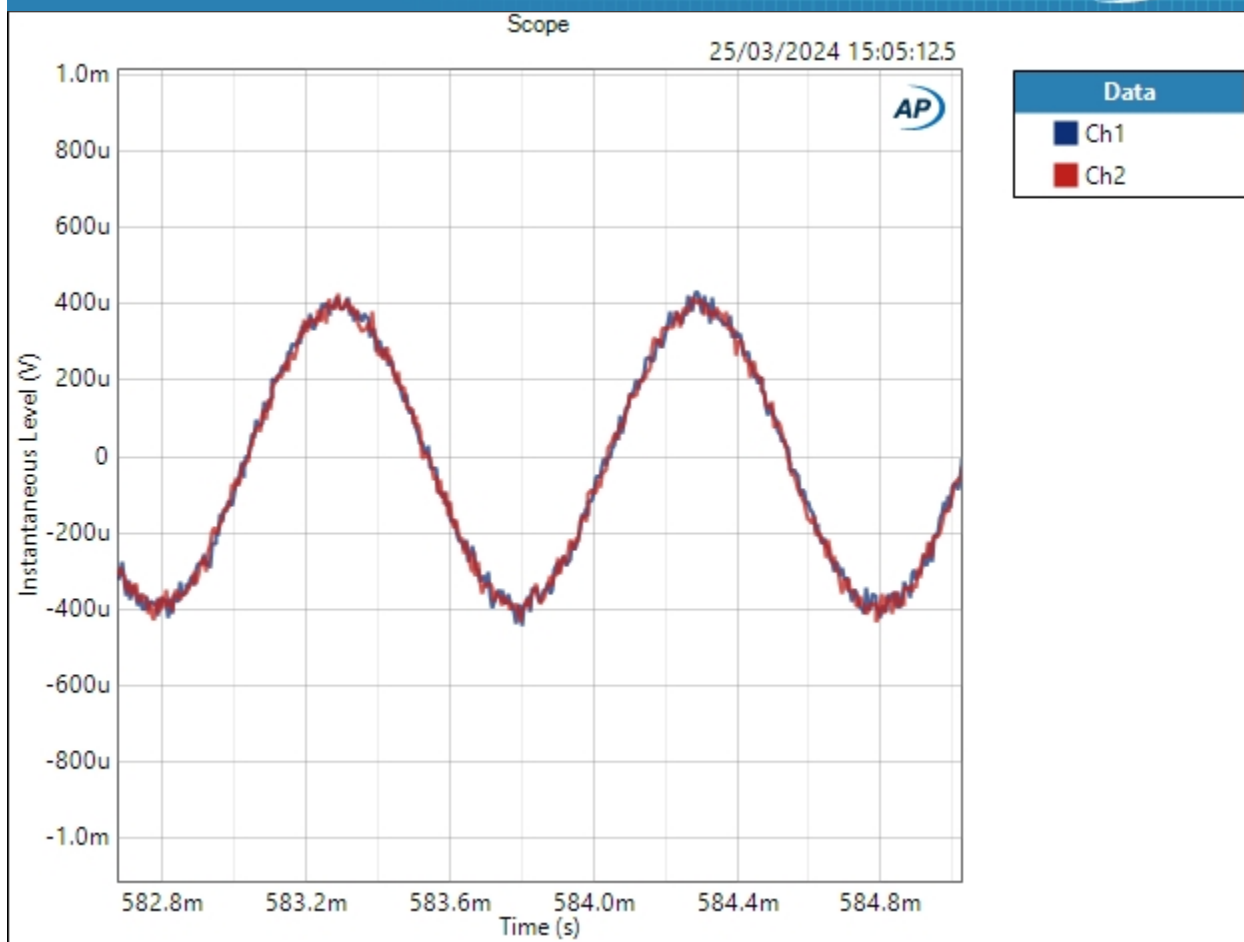 Scope
25/03/2024 15:05:12.5
1.0m
800u
600u
400u
200u
0
-200u
-400u
-600u
-800u
-1.0m
Instantaneous Level (V)
582.8m 583.2m 583.6m 584.0m 584.4m 584.8m
Time (s)
AP
Data
Ch1
Ch2